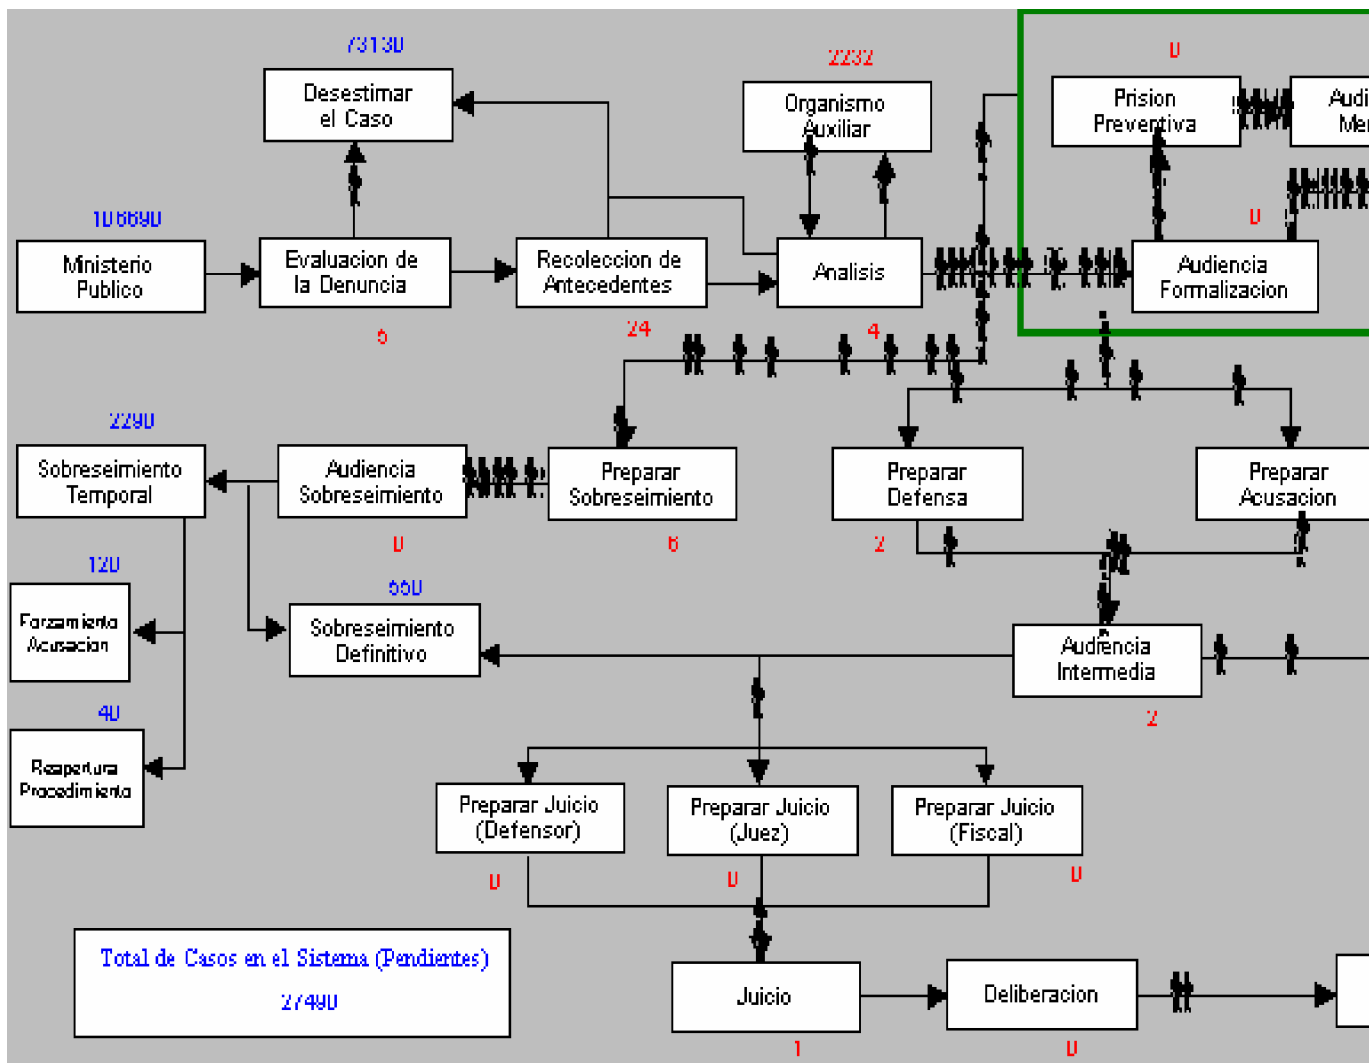 73130
Desestimar
el Caso
2232
Organismo
Auxiliar
0
Prision
Preventiva
Audi
Me
106690
Ministerio
Publico
Evaluacion de
la Denuncia
5
Recoleccion de
Antecedentes
24
Analisis
4
0
Audiencia
Formalizacion
2290
Sobreseimiento
Temporal
Audiencia
Sobreseimiento
0
Preparar
Sobresimiento
6
Preparar
Defensa
2
Preparar
Acusacion
120
Forzamiento
Acusacion
550
Sobreseimiento
Definitivo
Audiencia
Intermedia
2
40
Reapertura
Procedimiento
Preparar Juicio
(Defensor)
0
Preparar Juicio
(Juez)
0
Preparar Juicio
(Fiscal)
0
Total de Casos en el Sistema (Pendientes)
27490
Juicio
1
Deliberacion
0